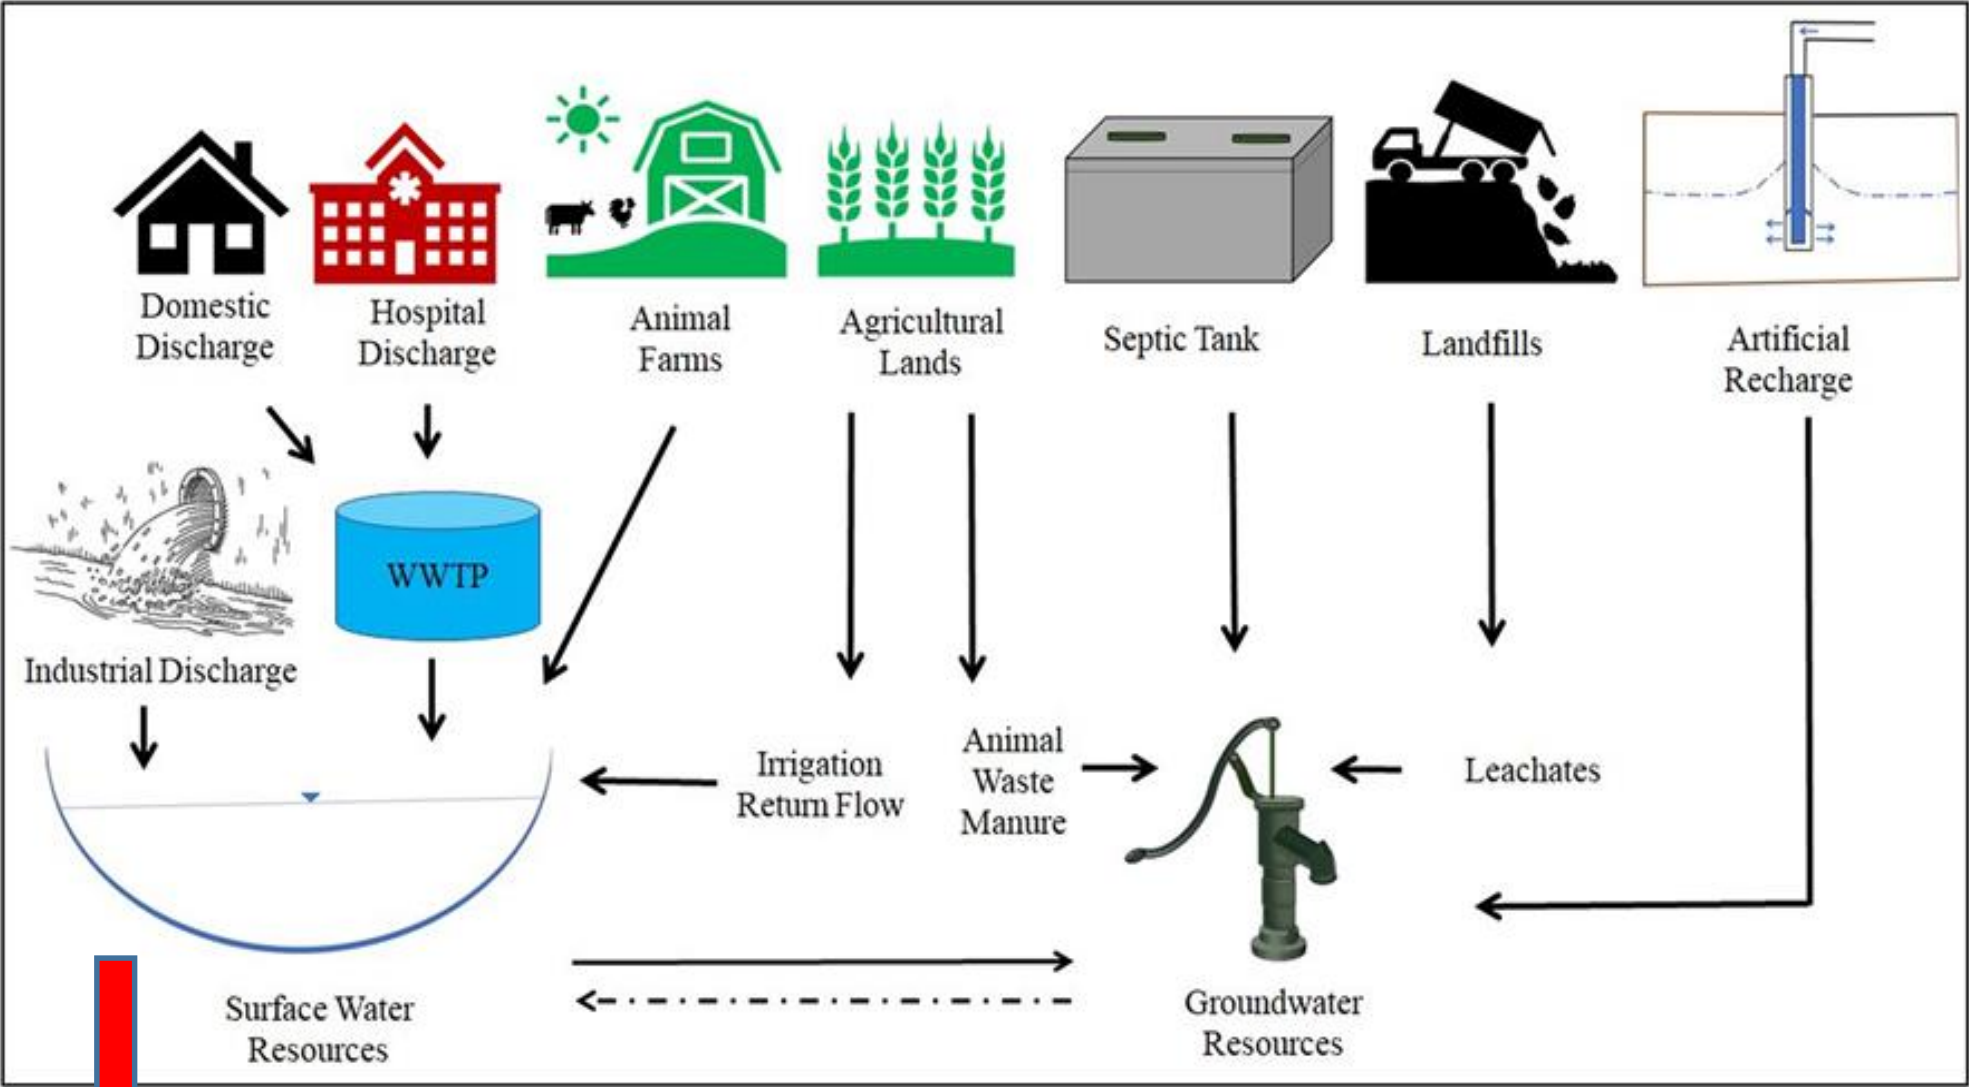 Domestic
Discharge
Hospital
Discharge
Animal
Farms
Agricultural
Lands
Septic Tank
Landfills
Artificial
Recharge
WWTP
Industrial Discharge
Irrigation
Return Flow
Animal
Waste
Manure
Leachates
Surface Water
Resources
Groundwater
Resources